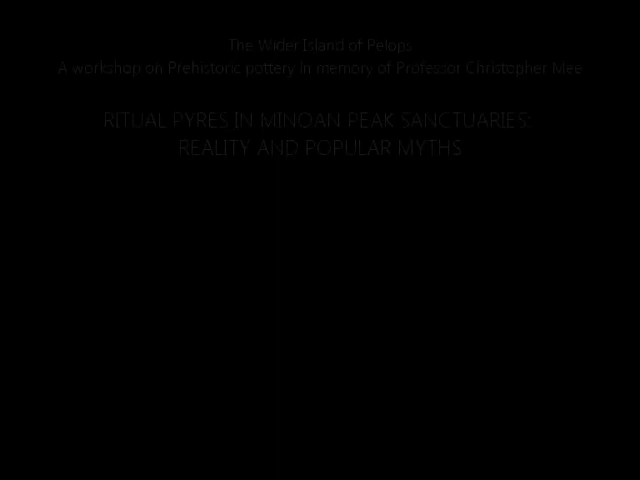 The Wider Island of Pelops
A workshop on Prehistoric pottery in memory of Professor Christopher Mee
RITUAL PYRES IN MINOAN PEAK SANCTUARIES:
REALITY AND POPULAR MYTHS